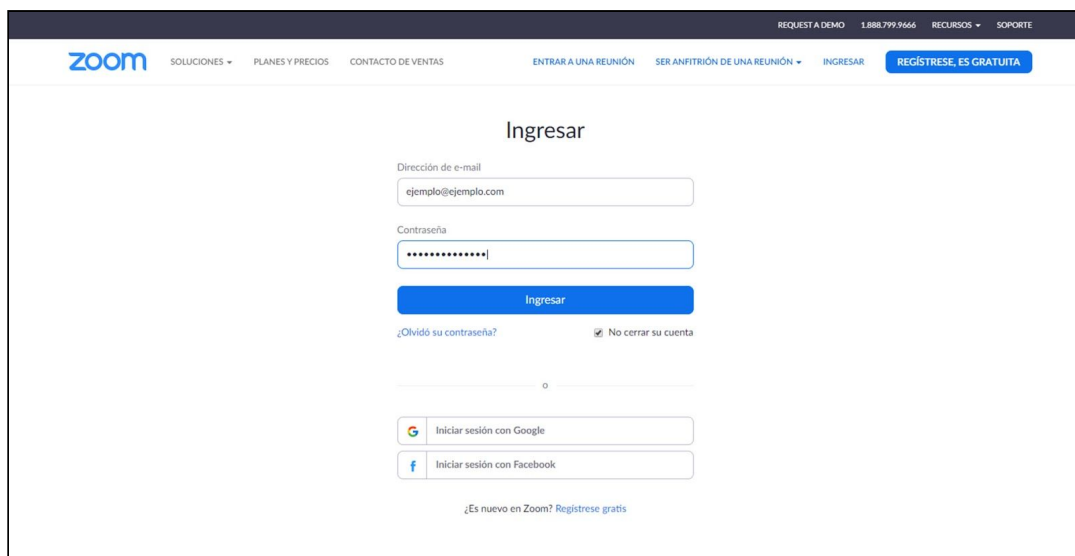 REQUEST A DEMO 1.888.799.9666 RECURSOS SOPORTE
zoom SOLUCIONES PLANES Y PRECIOS CONTACTO DE VENTAS ENTRAR A UNA REUNIÓN SER ANFITRIÓN DE UNA REUNIÓN INGRESAR REGÍSTRESE, ES GRATUITA
Ingresar
Dirección de e-mail
ejemplo@ejemplo.com
Contraseña
••••••••••••••
Ingresar
¿Olvidó su contraseña? No cerrar su cuenta
o
Iniciar sesión con Google
Iniciar sesión con Facebook
¿Es nuevo en Zoom? Regístrese gratis